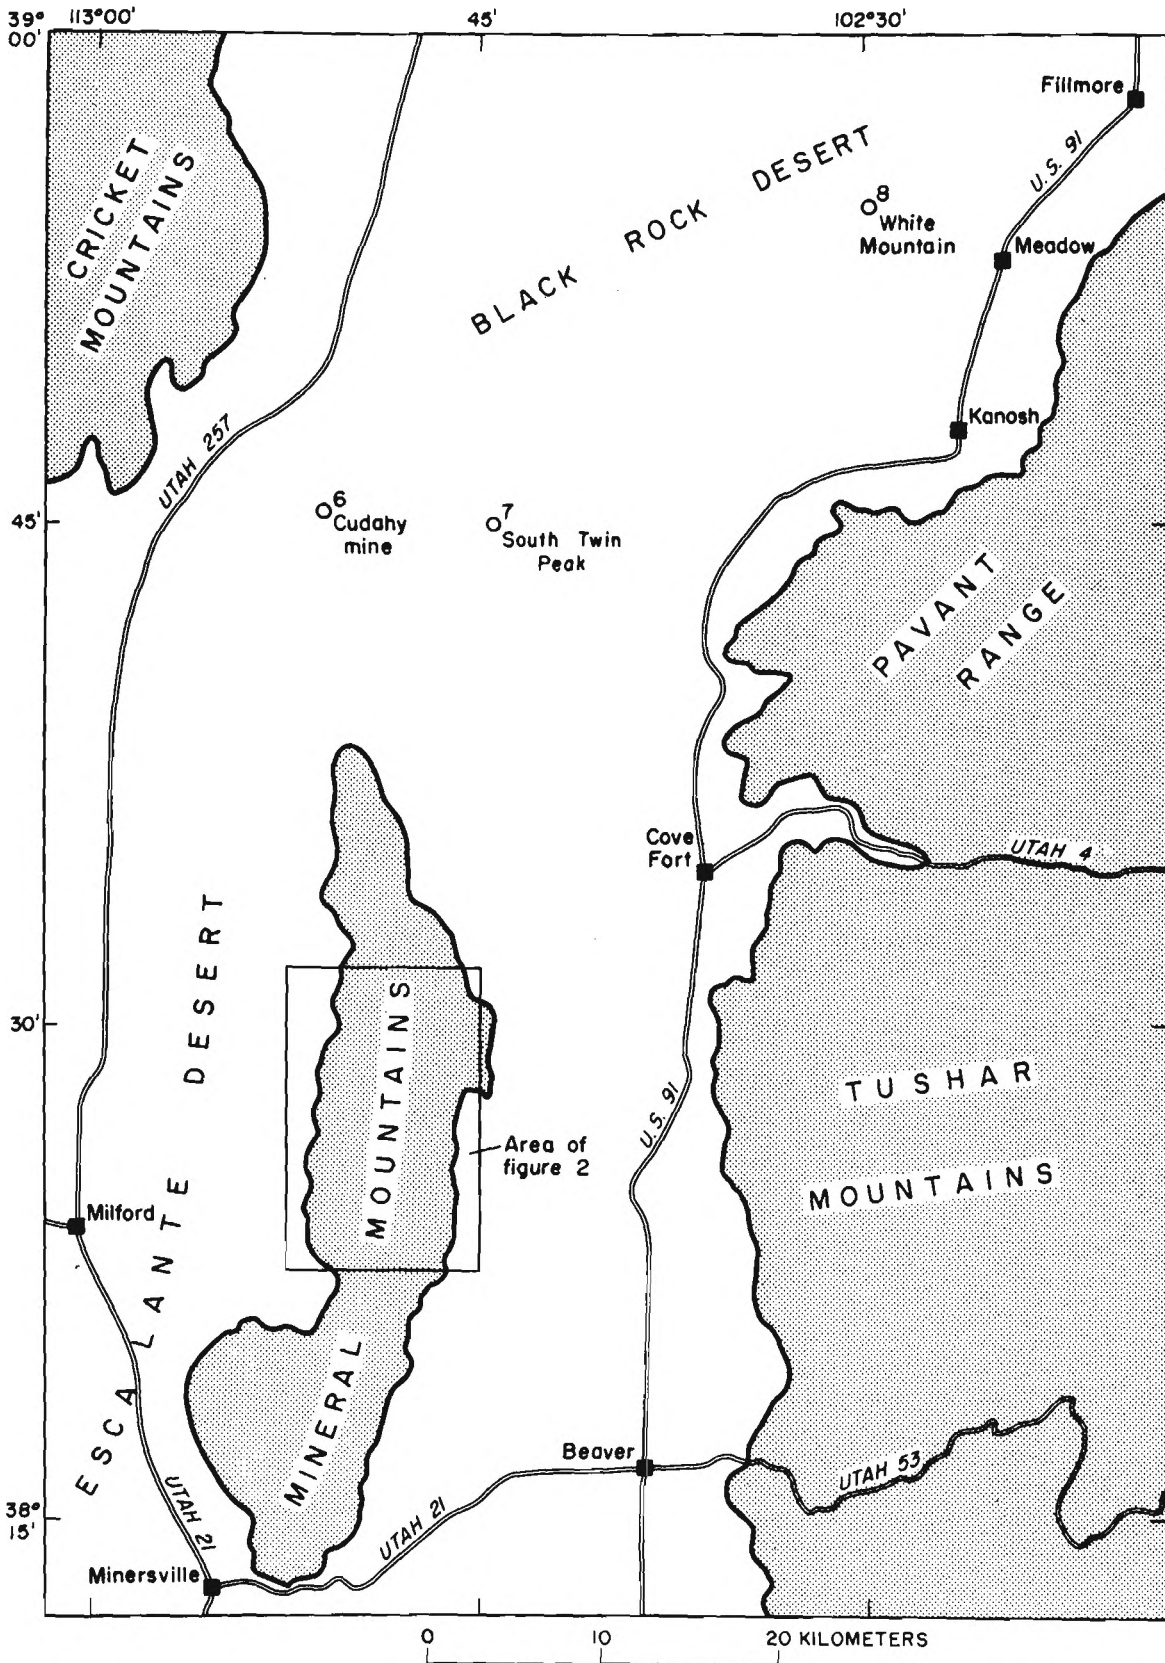 39° 113°00' 45' 102°30'
00'
Fillmore
U.S. 91
CRICKET
MOUNTAINS
BLACK ROCK DESERT
8
White
Mountain
Meadow
Kanosh
UTAH 257
6
Cudahy
mine
7
South Twin
Peak
45'
PAVANT
RANGE
Cove
Fort
UTAH 4
ESCALANTE DESERT
30'
MINERAL MOUNTAINS
TUSHAR
MOUNTAINS
U.S. 91
Area of
figure 2
Milford
Beaver
UTAH 53
38°
15'
UTAH 21
UTAH 21
Minersville
0 10 20 KILOMETERS